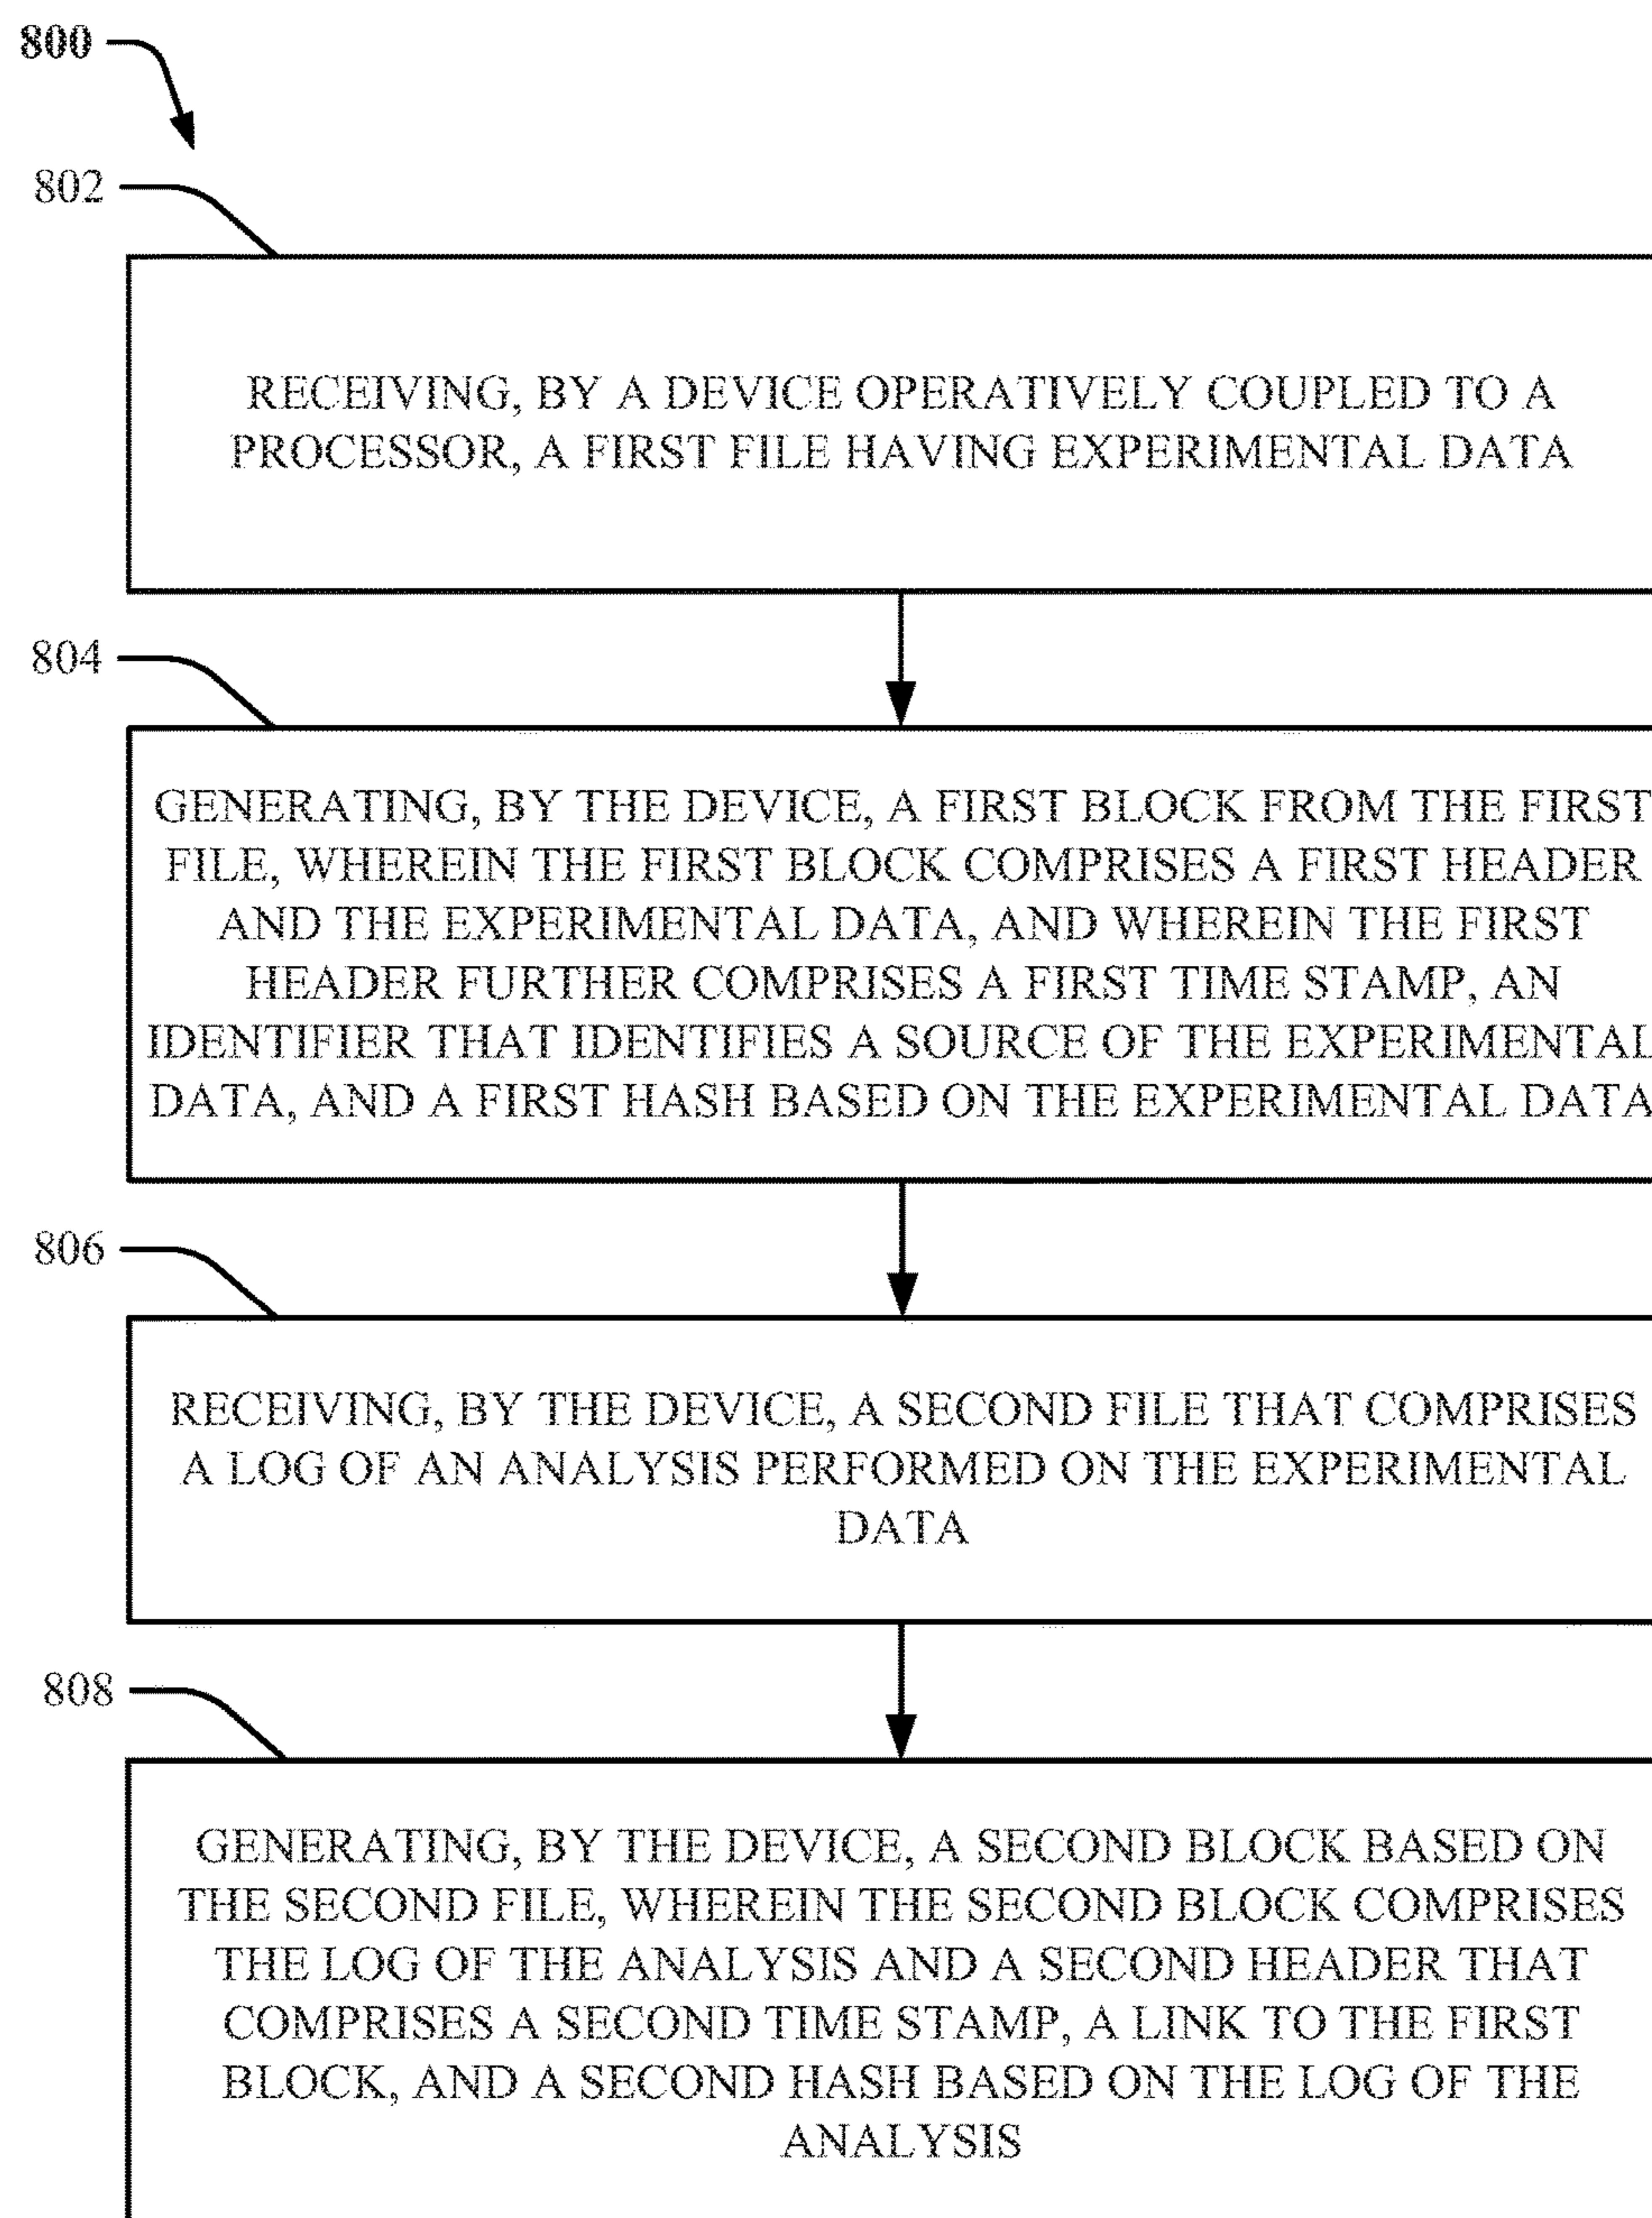 800
802
RECEIVING, BY A DEVICE OPERATIVELY COUPLED TO A
PROCESSOR, A FIRST FILE HAVING EXPERIMENTAL DATA
804
GENERATING, BY THE DEVICE, A FIRST BLOCK FROM THE FIRST
FILE, WHEREIN THE FIRST BLOCK COMPRISES A FIRST HEADER
AND THE EXPERIMENTAL DATA, AND WHEREIN THE FIRST
HEADER FURTHER COMPRISES A FIRST TIME STAMP, AN
IDENTIFIER THAT IDENTIFIES A SOURCE OF THE EXPERIMENTAL
DATA, AND A FIRST HASH BASED ON THE EXPERIMENTAL DATA
806
RECEIVING, BY THE DEVICE, A SECOND FILE THAT COMPRISES
A LOG OF AN ANALYSIS PERFORMED ON THE EXPERIMENTAL
DATA
808
GENERATING, BY THE DEVICE, A SECOND BLOCK BASED ON
THE SECOND FILE, WHEREIN THE SECOND BLOCK COMPRISES
THE LOG OF THE ANALYSIS AND A SECOND HEADER THAT
COMPRISES A SECOND TIME STAMP, A LINK TO THE FIRST
BLOCK, AND A SECOND HASH BASED ON THE LOG OF THE
ANALYSIS